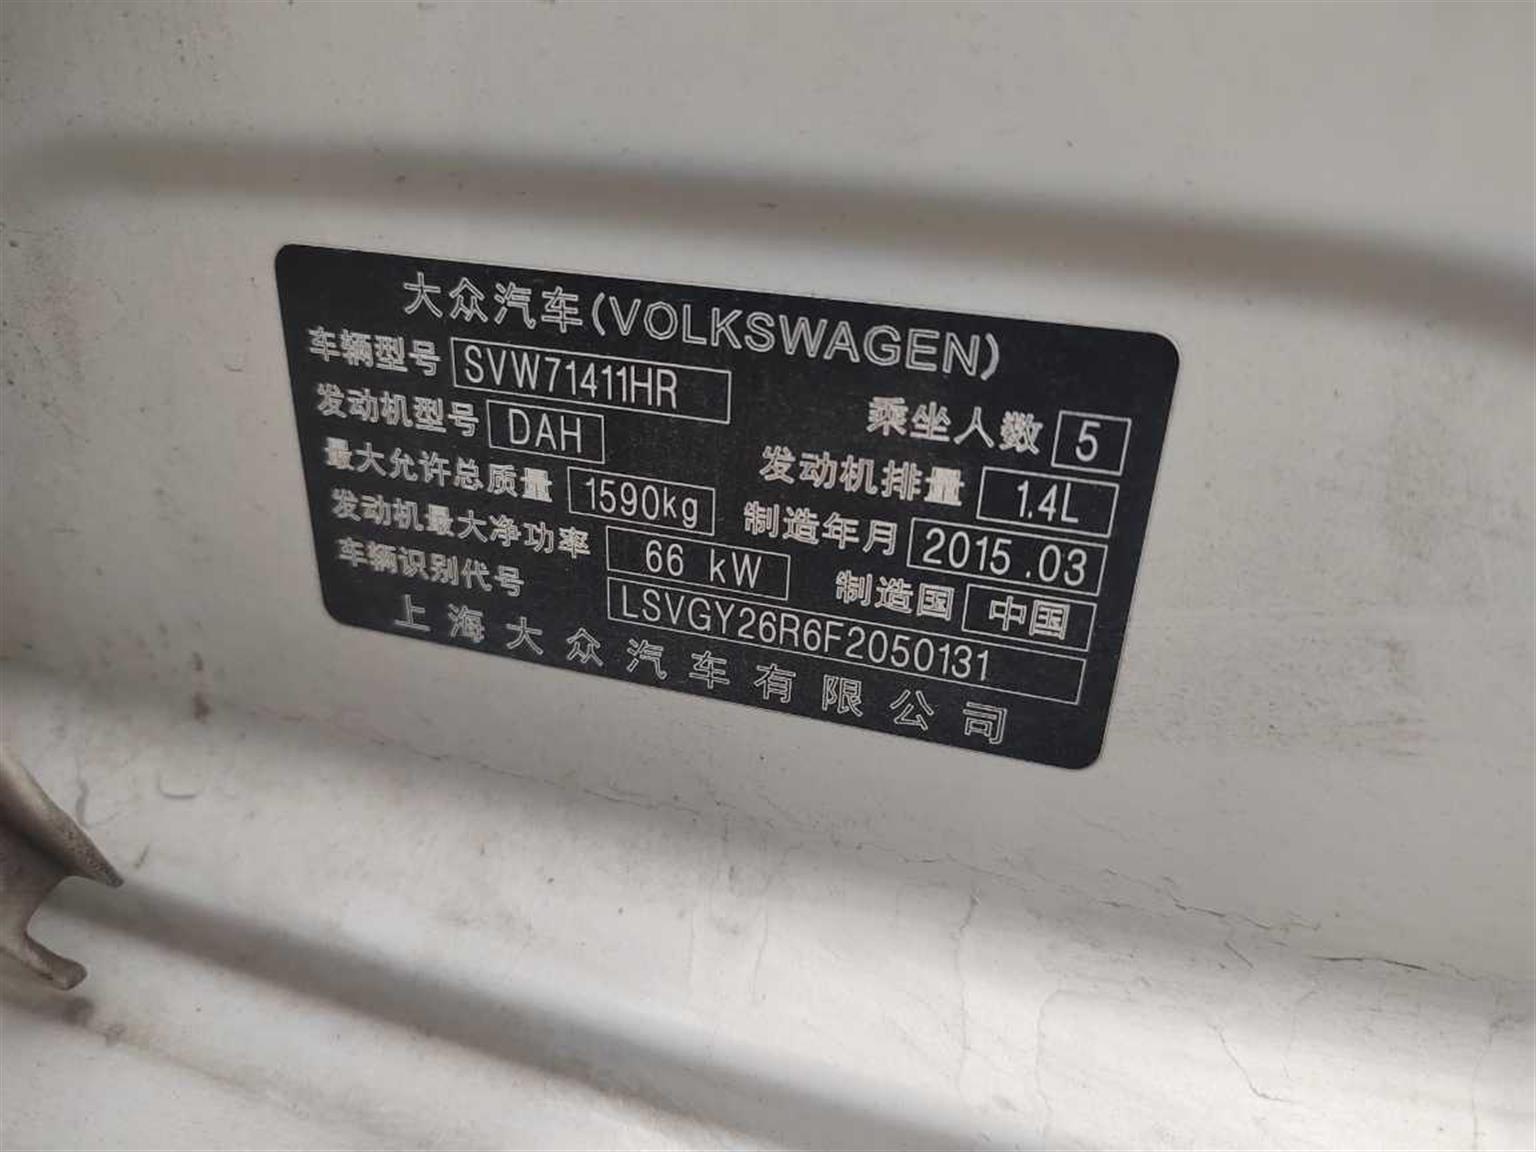 大众汽车(VOLKSWAGEN)
车辆型号 SVW71411HR
乘坐人数 5
发动机型号 DAH
发动机排量 1.4L
最大允许总质量 1590kg
制造年月 2015.03
发动机最大净功率 66 kW
制造国 中国
车辆识别代号 LSVGY26R6F2050131
上海大众汽车有限公司